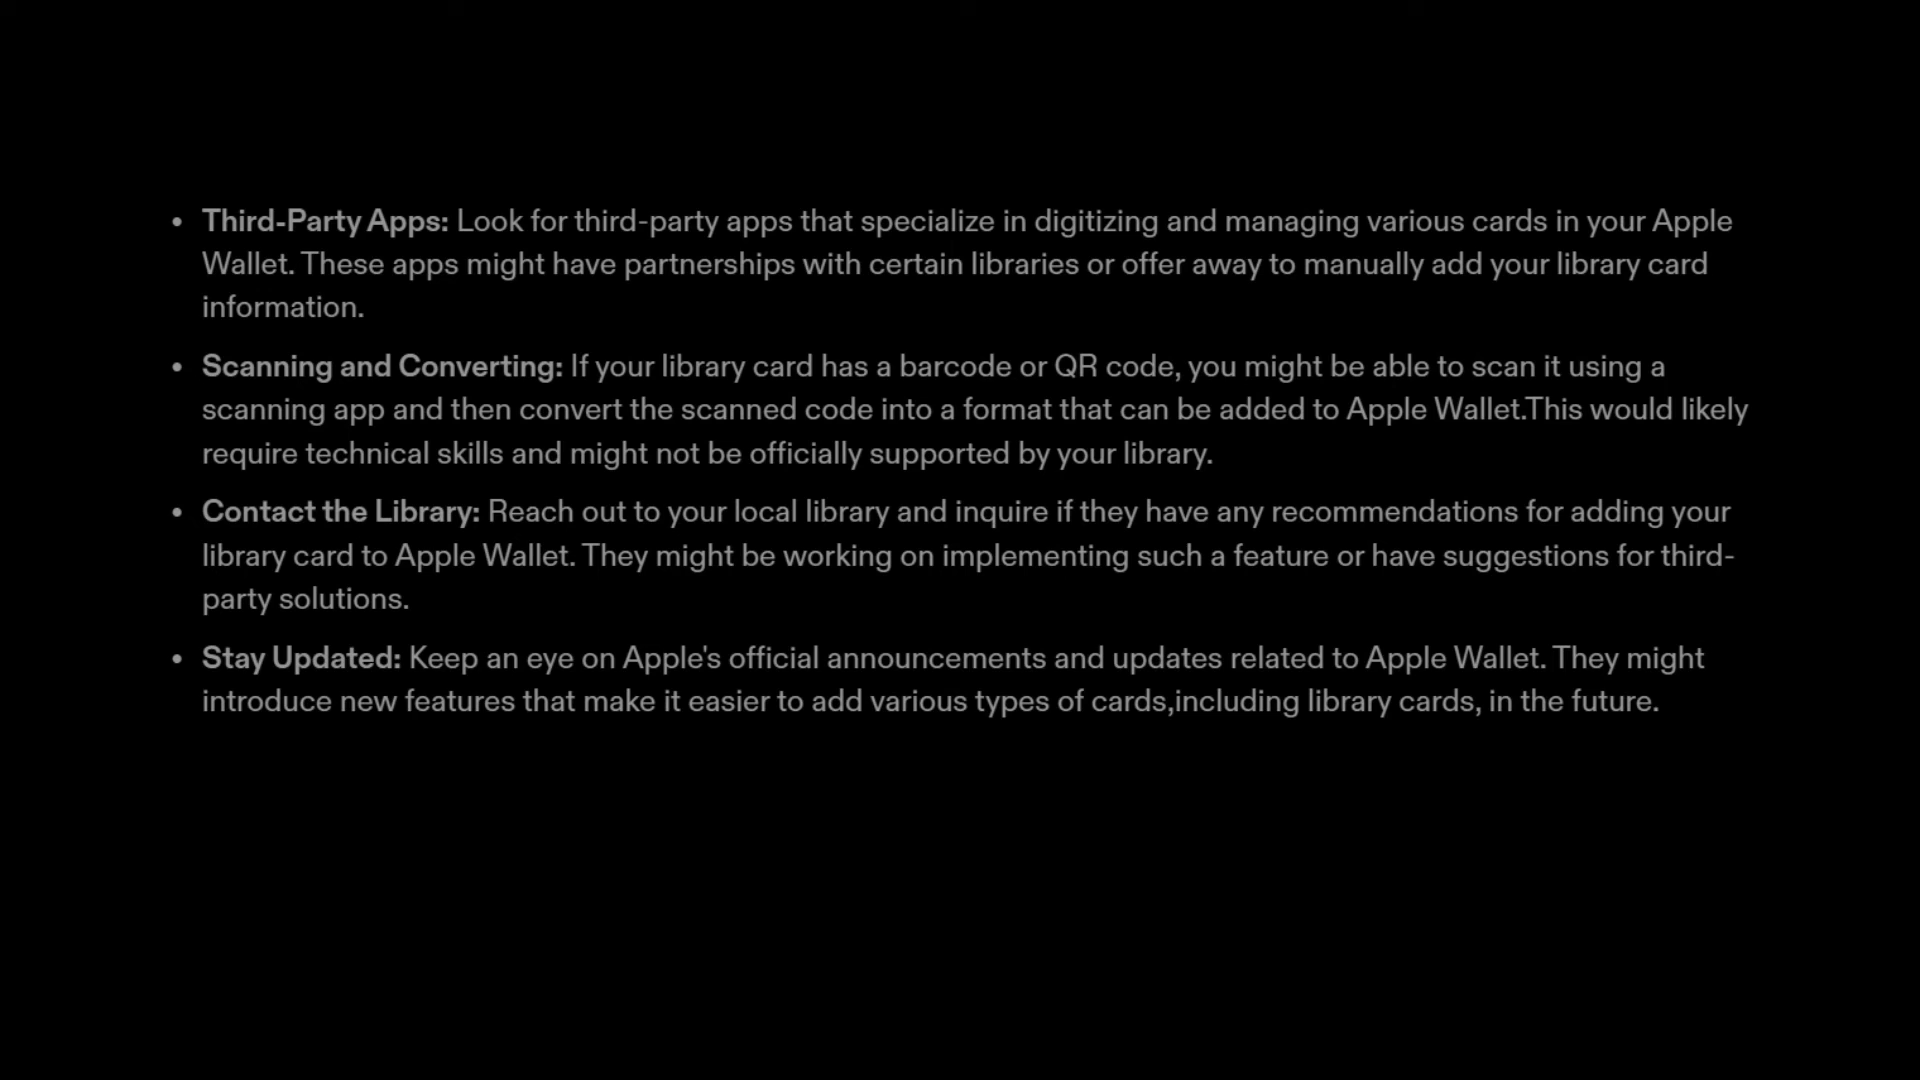 • Third-Party Apps: Look for third-party apps that specialize in digitizing and managing various cards in your Apple
Wallet. These apps might have partnerships with certain libraries or offer away to manually add your library card
information.
• Scanning and Converting: If your library card has a barcode or QR code, you might be able to scan it using a
scanning app and then convert the scanned code into a format that can be added to Apple Wallet.This would likely
require technical skills and might not be officially supported by your library.
• Contact the Library: Reach out to your local library and inquire if they have any recommendations for adding your
library card to Apple Wallet. They might be working on implementing such a feature or have suggestions for third-
party solutions.
• Stay Updated: Keep an eye on Apple's official announcements and updates related to Apple Wallet. They might
introduce new features that make it easier to add various types of cards,including library cards, in the future.